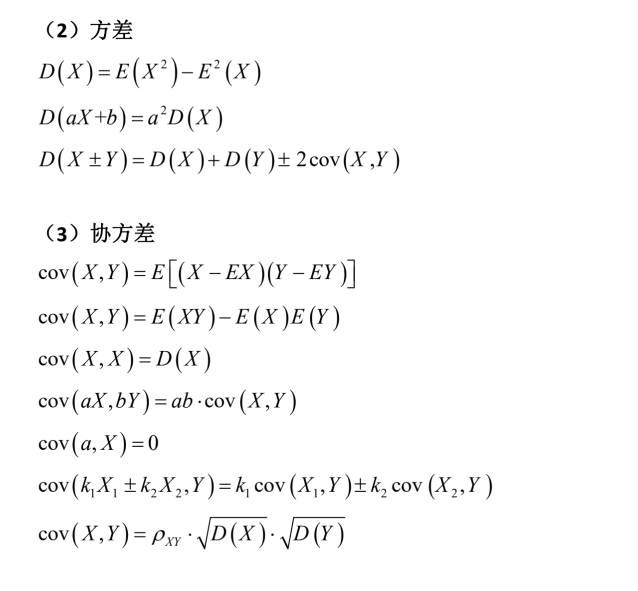 （2）方差
D(X)=E(X²)−E²(X)
D(aX+b)=a²D(X)
D(X±Y)=D(X)+D(Y)±2cov(X,Y)
（3）协方差
cov(X,Y)=E[(X−EX)(Y−EY)]
cov(X,Y)=E(XY)−E(X)E(Y)
cov(X,X)=D(X)
cov(aX,bY)=ab·cov(X,Y)
cov(a,X)=0
cov(k₁X₁±k₂X₂,Y)=k₁cov(X₁,Y)±k₂cov(X₂,Y)
cov(X,Y)=ρ_XY·√D(X)·√D(Y)